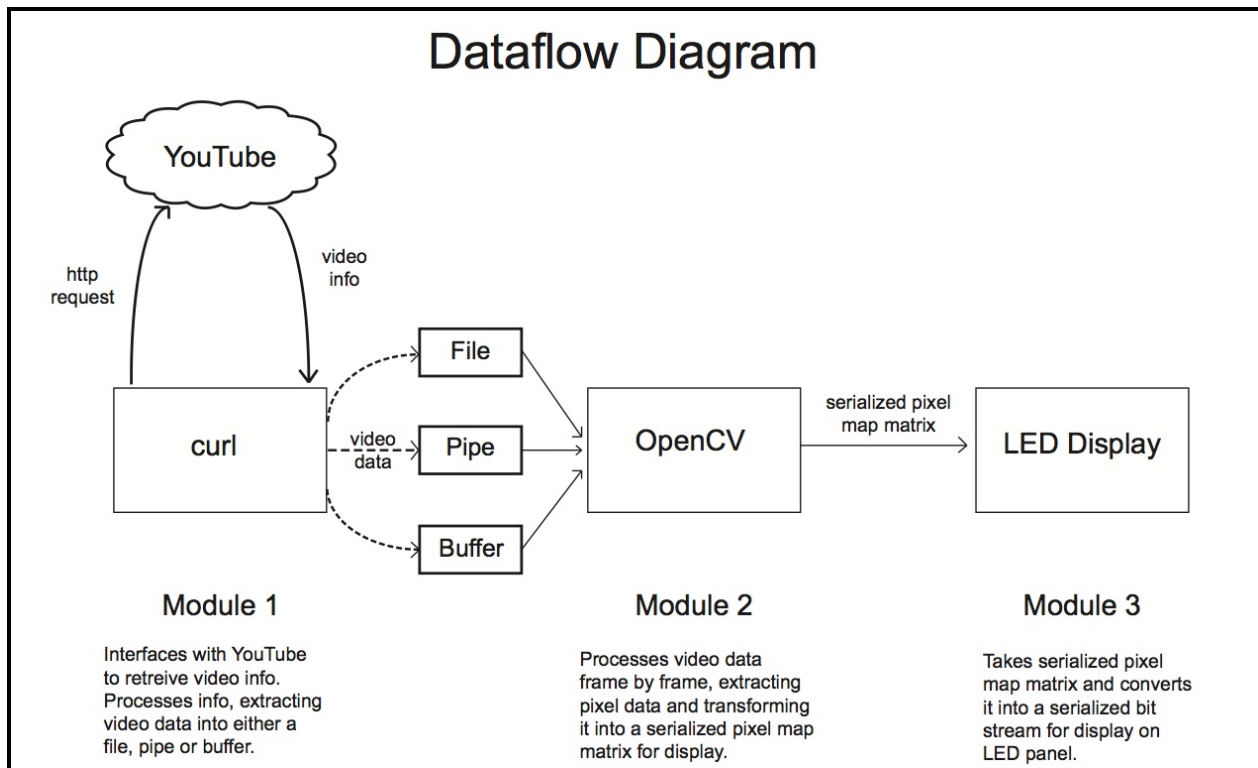 Dataflow Diagram
YouTube
http
request
video
info
File
curl
video
data
Pipe
Buffer
OpenCV
serialized pixel
map matrix
LED Display
Module 1
Interfaces with YouTube
to retreive video info.
Processes info, extracting
video data into either a
file, pipe or buffer.
Module 2
Processes video data
frame by frame, extracting
pixel data and transforming
it into a serialized pixel map
matrix for display.
Module 3
Takes serialized pixel
map matrix and converts
it into a serialized bit
stream for display on
LED panel.